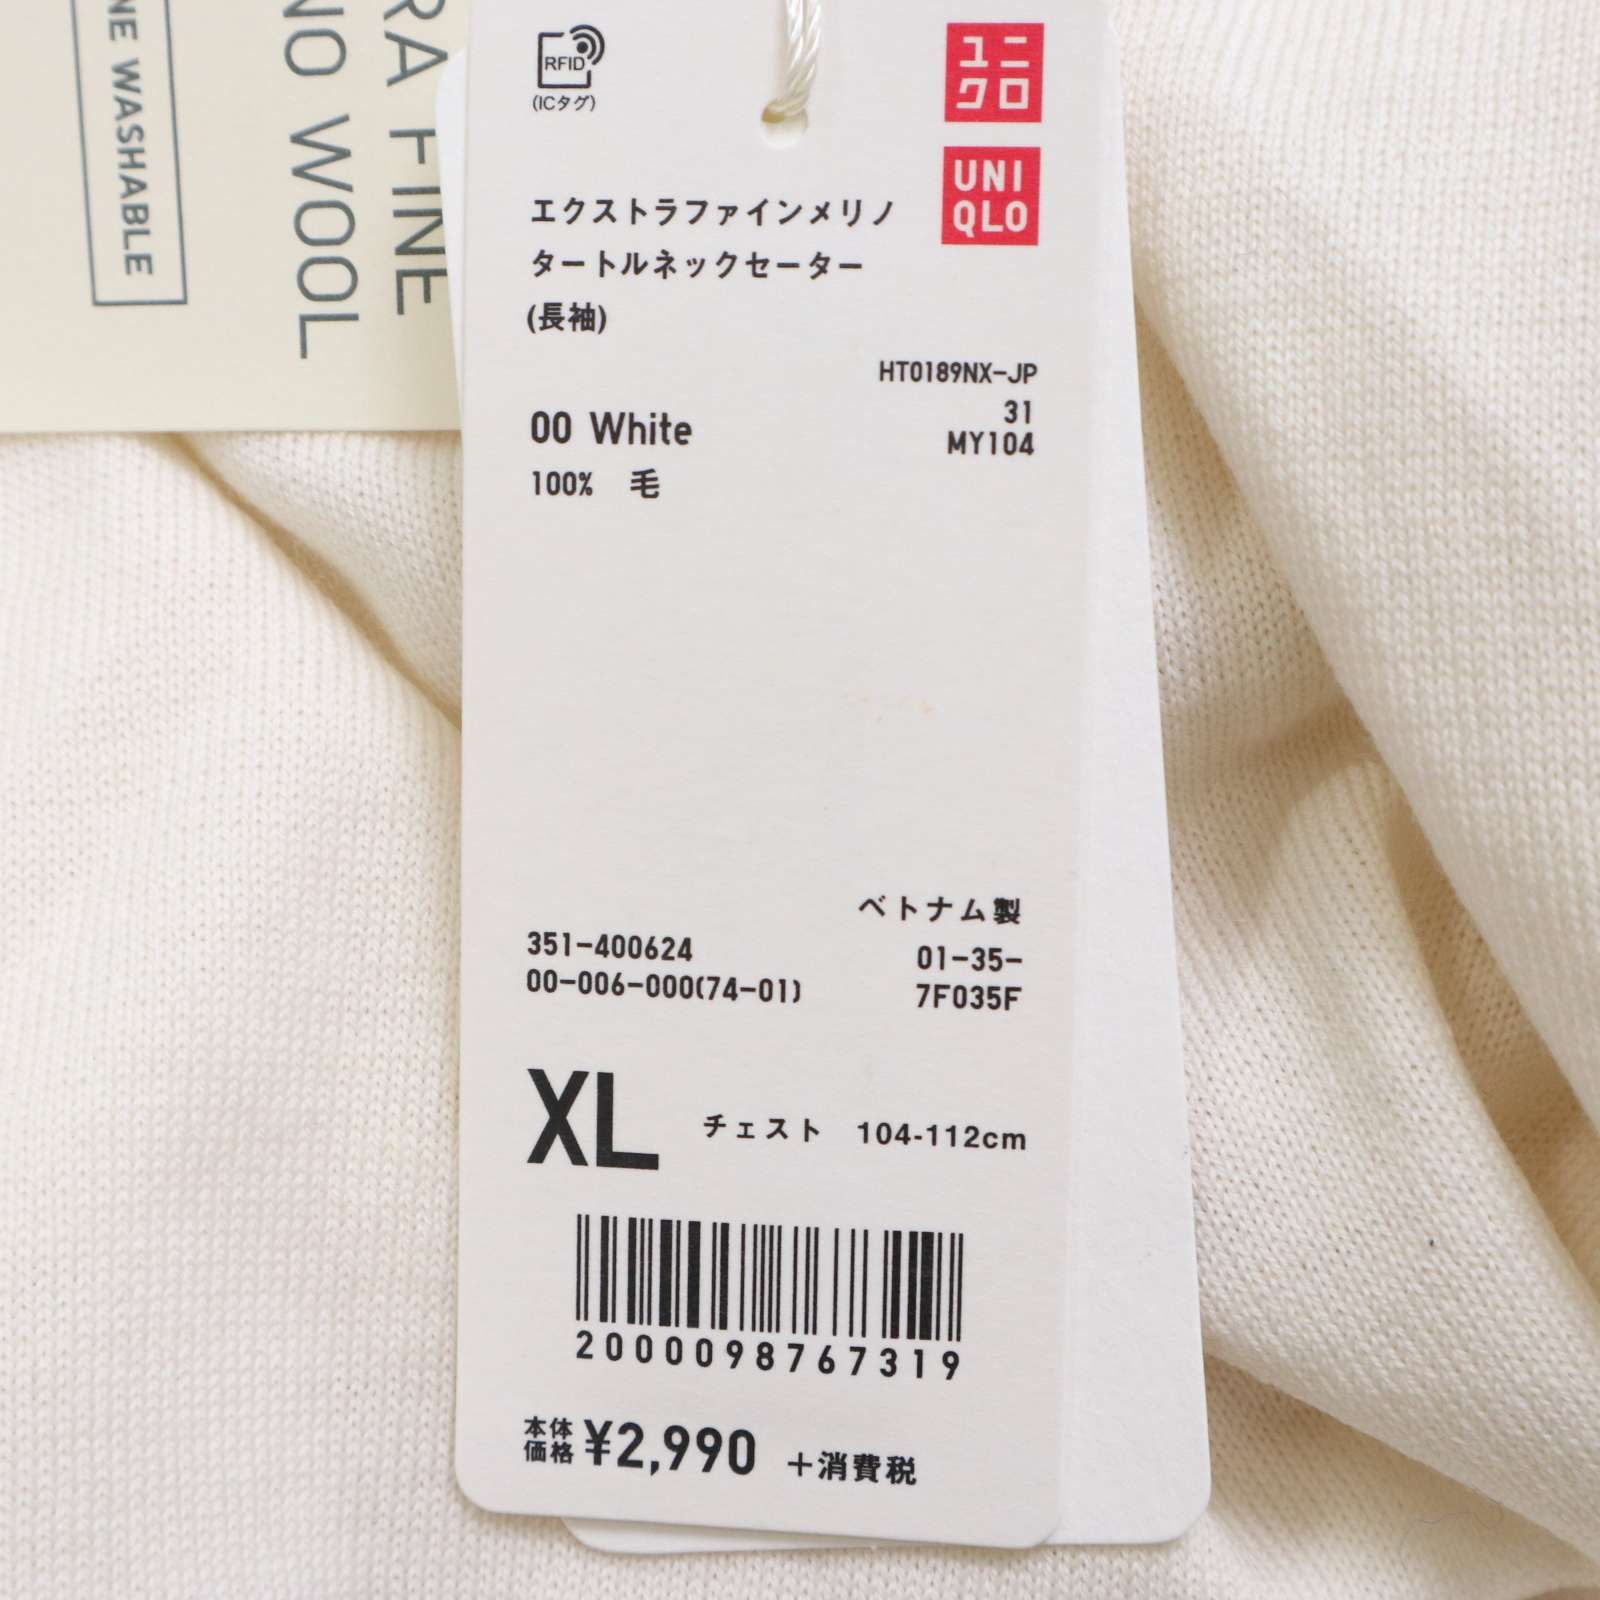 RA FINE
NO WOOL
NE WASHABLE
RFID
(ICタグ)
ユニ
クロ
UNI
QLO
エクストラファインメリノ
タートルネックセーター
(長袖)
HT0189NX-JP
31
MY104
00 White
100% 毛
ベトナム製
351-400624
01-35-
00-006-000(74-01)
7F035F
XL チェスト 104-112cm
2000098767319
本体
価格 ¥2,990 +消費税